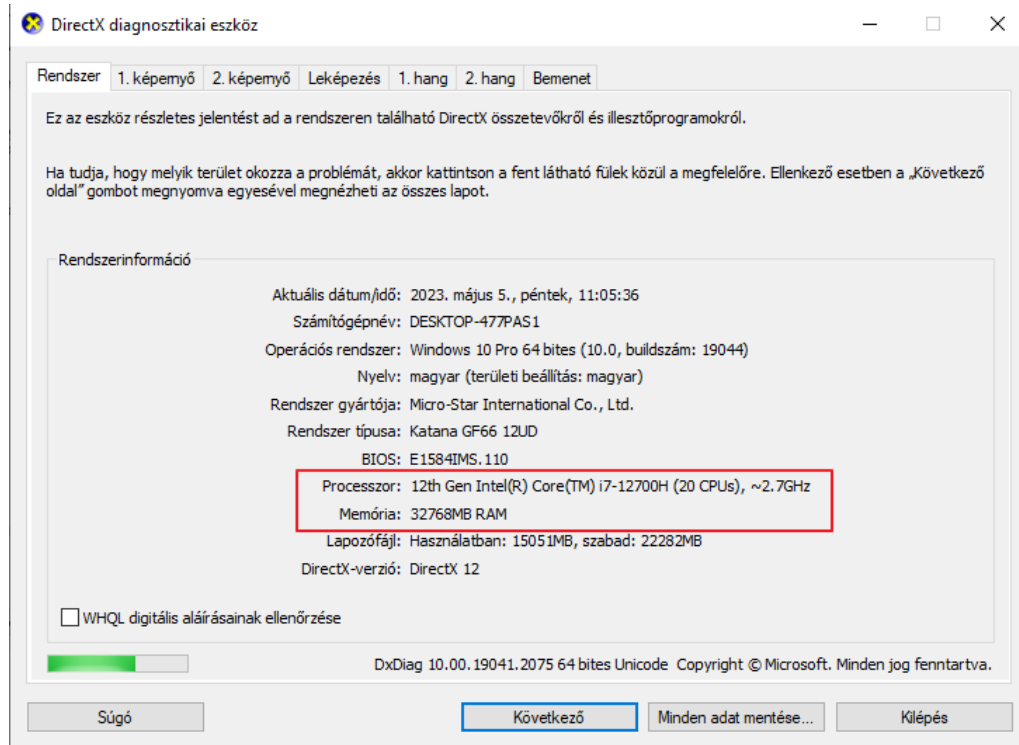 DirectX diagnosztikai eszköz
Rendszer 1. képernyő 2. képernyő Leképezés 1. hang 2. hang Bemenet
Ez az eszköz részletes jelentést ad a rendszeren található DirectX összetevőkről és illesztőprogramokról.
Ha tudja, hogy melyik terület okozza a problémát, akkor kattintson a fent látható fülek közül a megfelelőre. Ellenkező esetben a „Következő
oldal” gombot megnyomva egyesével megnézheti az összes lapot.
Rendszerinformáció
Aktuális dátum/idő: 2023. május 5., péntek, 11:05:36
Számítógépnév: DESKTOP-477PAS1
Operációs rendszer: Windows 10 Pro 64 bites (10.0, buildszám: 19044)
Nyelv: magyar (területi beállítás: magyar)
Rendszer gyártója: Micro-Star International Co., Ltd.
Rendszer típusa: Katana GF66 12UD
BIOS: E1584IMS.110
Processzor: 12th Gen Intel(R) Core(TM) i7-12700H (20 CPUs), ~2.7GHz
Memória: 32768MB RAM
Lapozófájl: Használatban: 15051MB, szabad: 22282MB
DirectX-verzió: DirectX 12
WHQL digitális aláírásainak ellenőrzése
DxDiag 10.00.19041.2075 64 bites Unicode Copyright © Microsoft. Minden jog fenntartva.
Súgó Következő Minden adat mentése... Kilépés